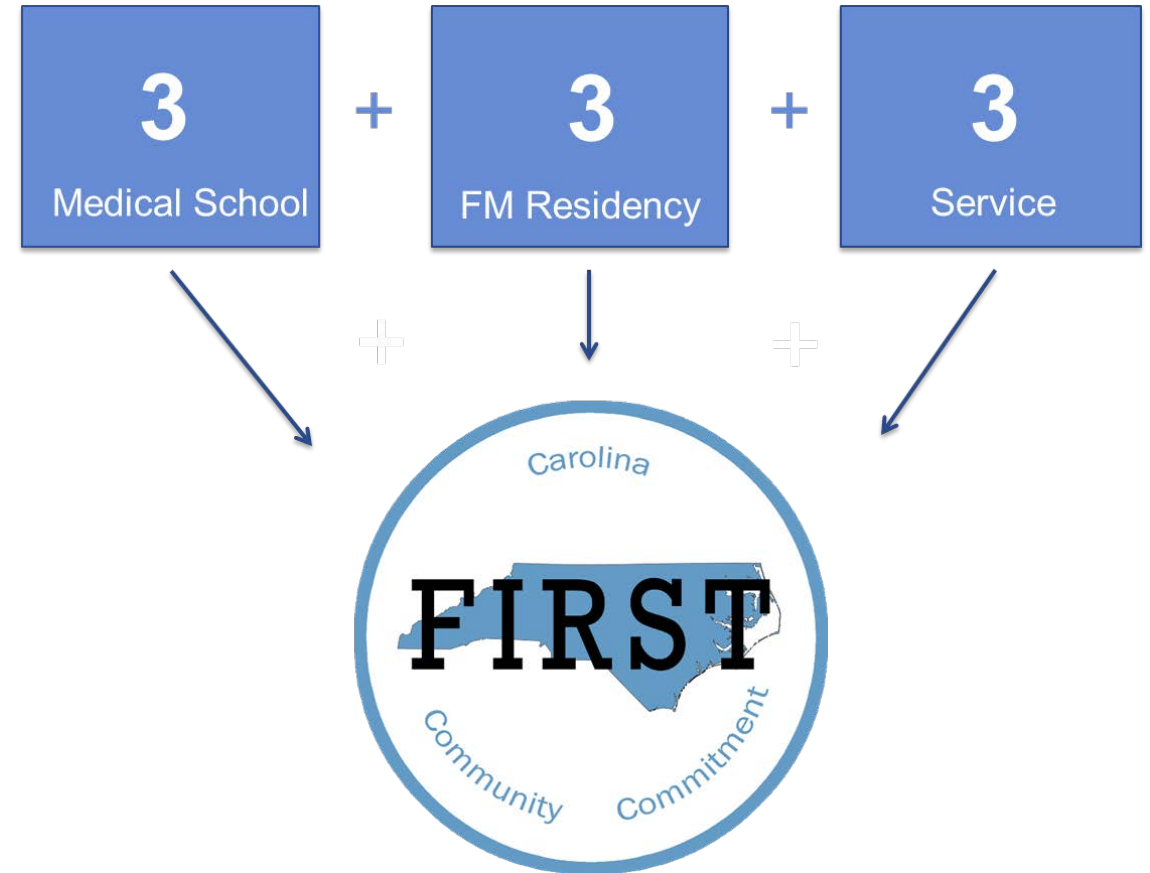 3 + 3 + 3
Medical School
FM Residency
Service
Carolina
FIRST
Community
Commitment